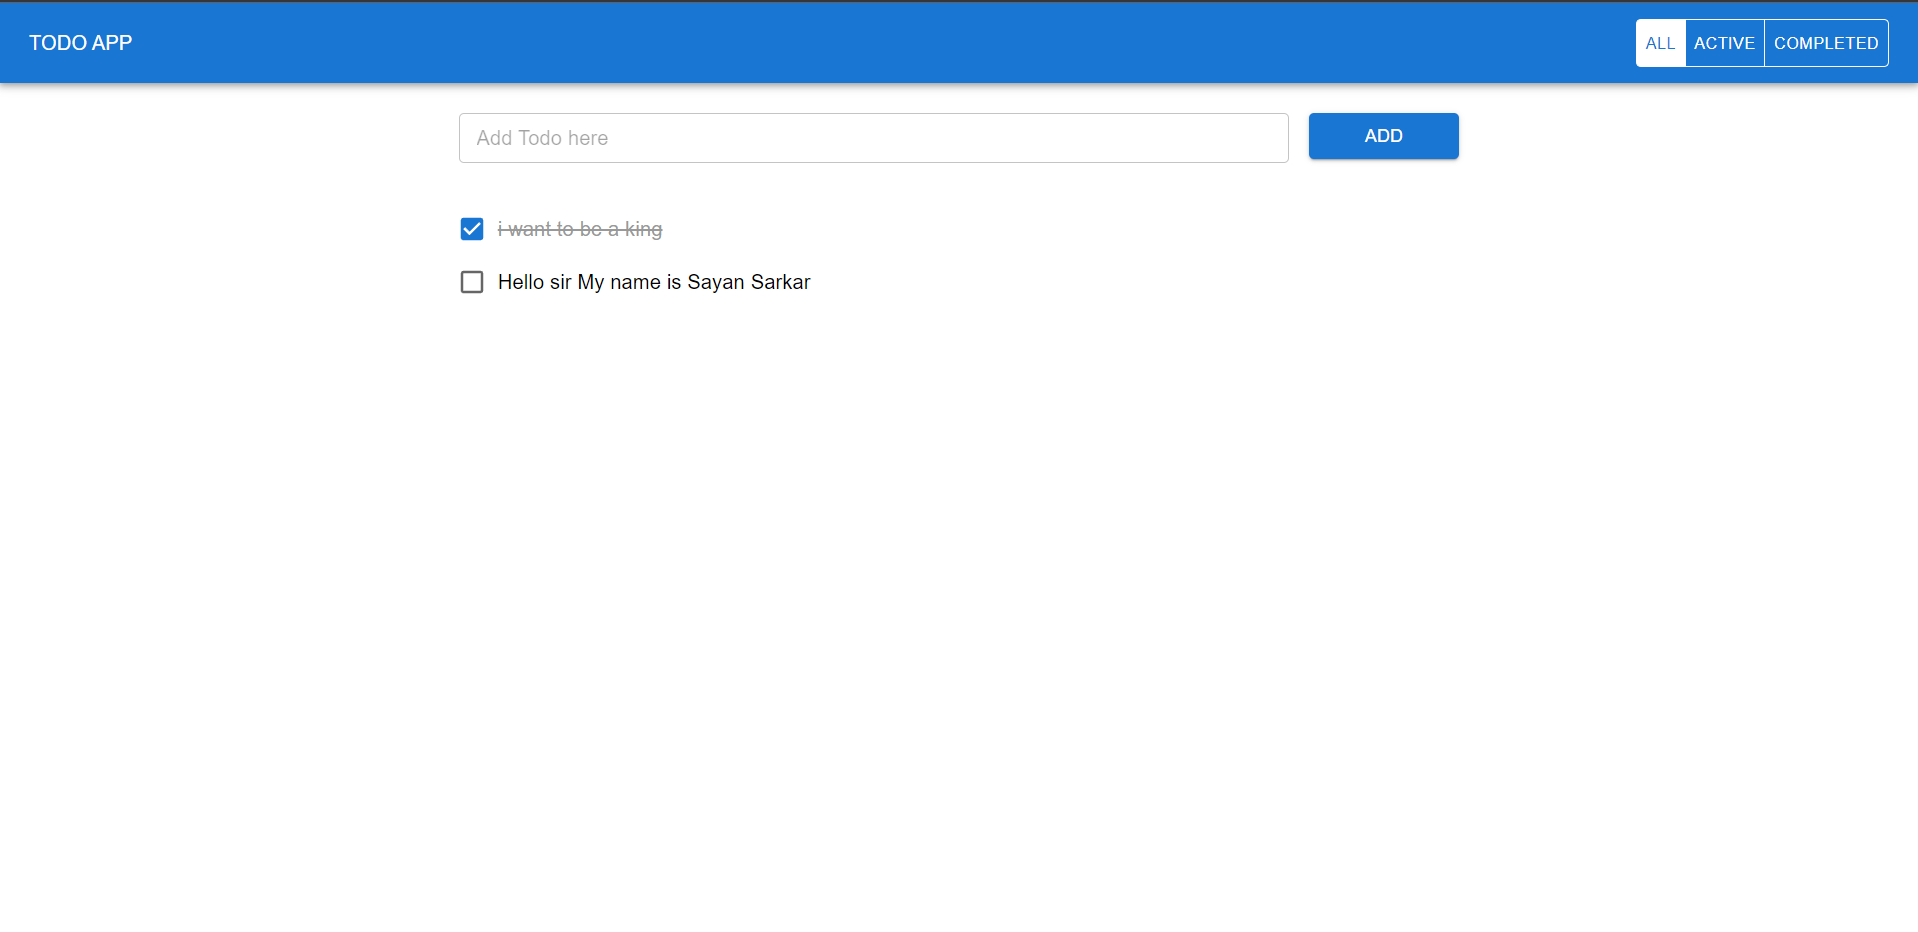 TODO APP
ALL ACTIVE COMPLETED
Add Todo here
ADD
i want to be a king
Hello sir My name is Sayan Sarkar